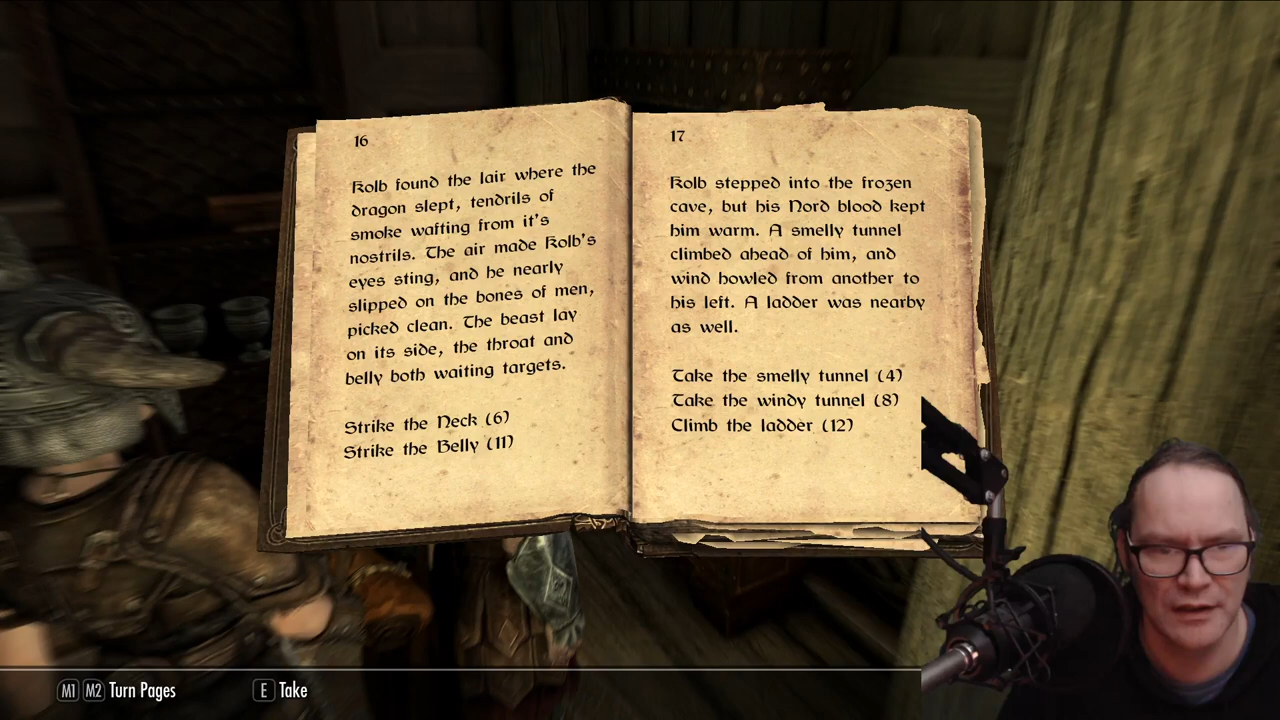 16
Kolb found the lair where the
dragon slept, tendrils of
smoke wafting from it's
nostrils. The air made Kolb's
eyes sting, and he nearly
slipped on the bones of men,
picked clean. The beast lay
on its side, the throat and
belly both waiting targets.
Strike the Neck (6)
Strike the Belly (11)
17
Kolb stepped into the frozen
cave, but his Nord blood kept
him warm. A smelly tunnel
climbed ahead of him, and
wind howled from another to
his left. A ladder was nearby
as well.
Take the smelly tunnel (4)
Take the windy tunnel (8)
Climb the ladder (12)
M1 M2 Turn Pages
E Take